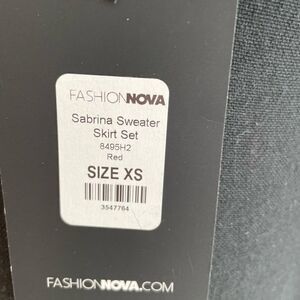 FASHIONNOVA
Sabrina Sweater
Skirt Set
8495H2
Red
SIZE XS
3547764
FASHIONNOVA.COM